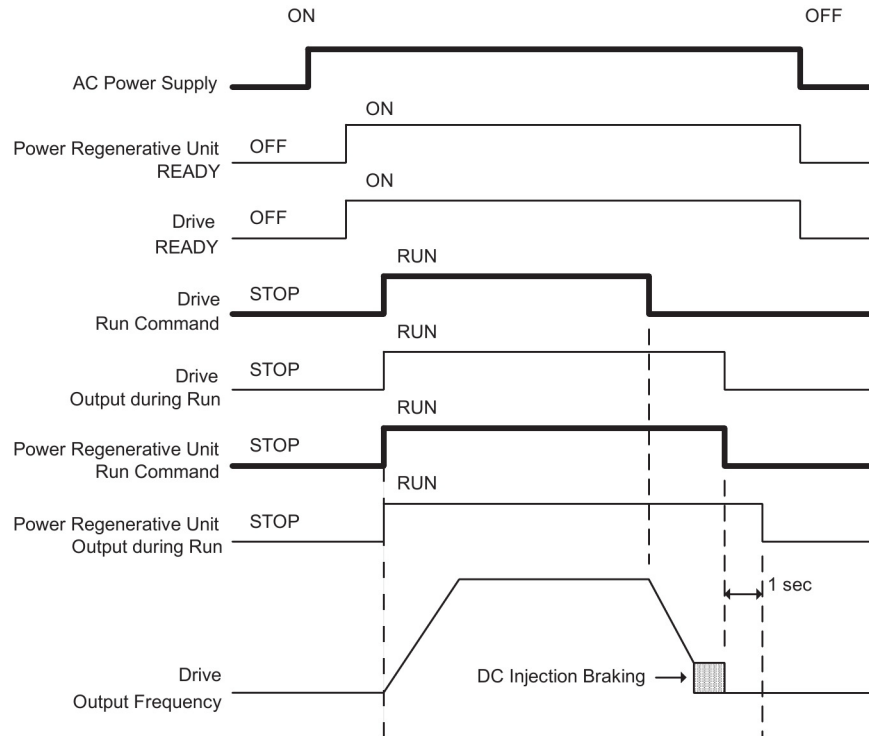 ON
OFF
AC Power Supply
ON
Power Regenerative Unit
READY
OFF
ON
Drive
READY
OFF
RUN
Drive
Run Command
STOP
RUN
Drive
Output during Run
STOP
RUN
Power Regenerative Unit
Run Command
STOP
RUN
Power Regenerative Unit
Output during Run
STOP
1 sec
Drive
Output Frequency
DC Injection Braking